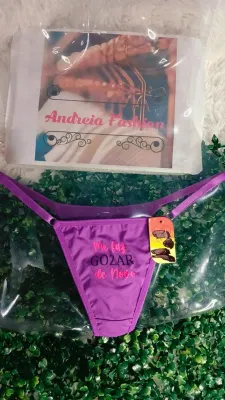 Andreia Fashion
Me faz
GOZAR
de Novo